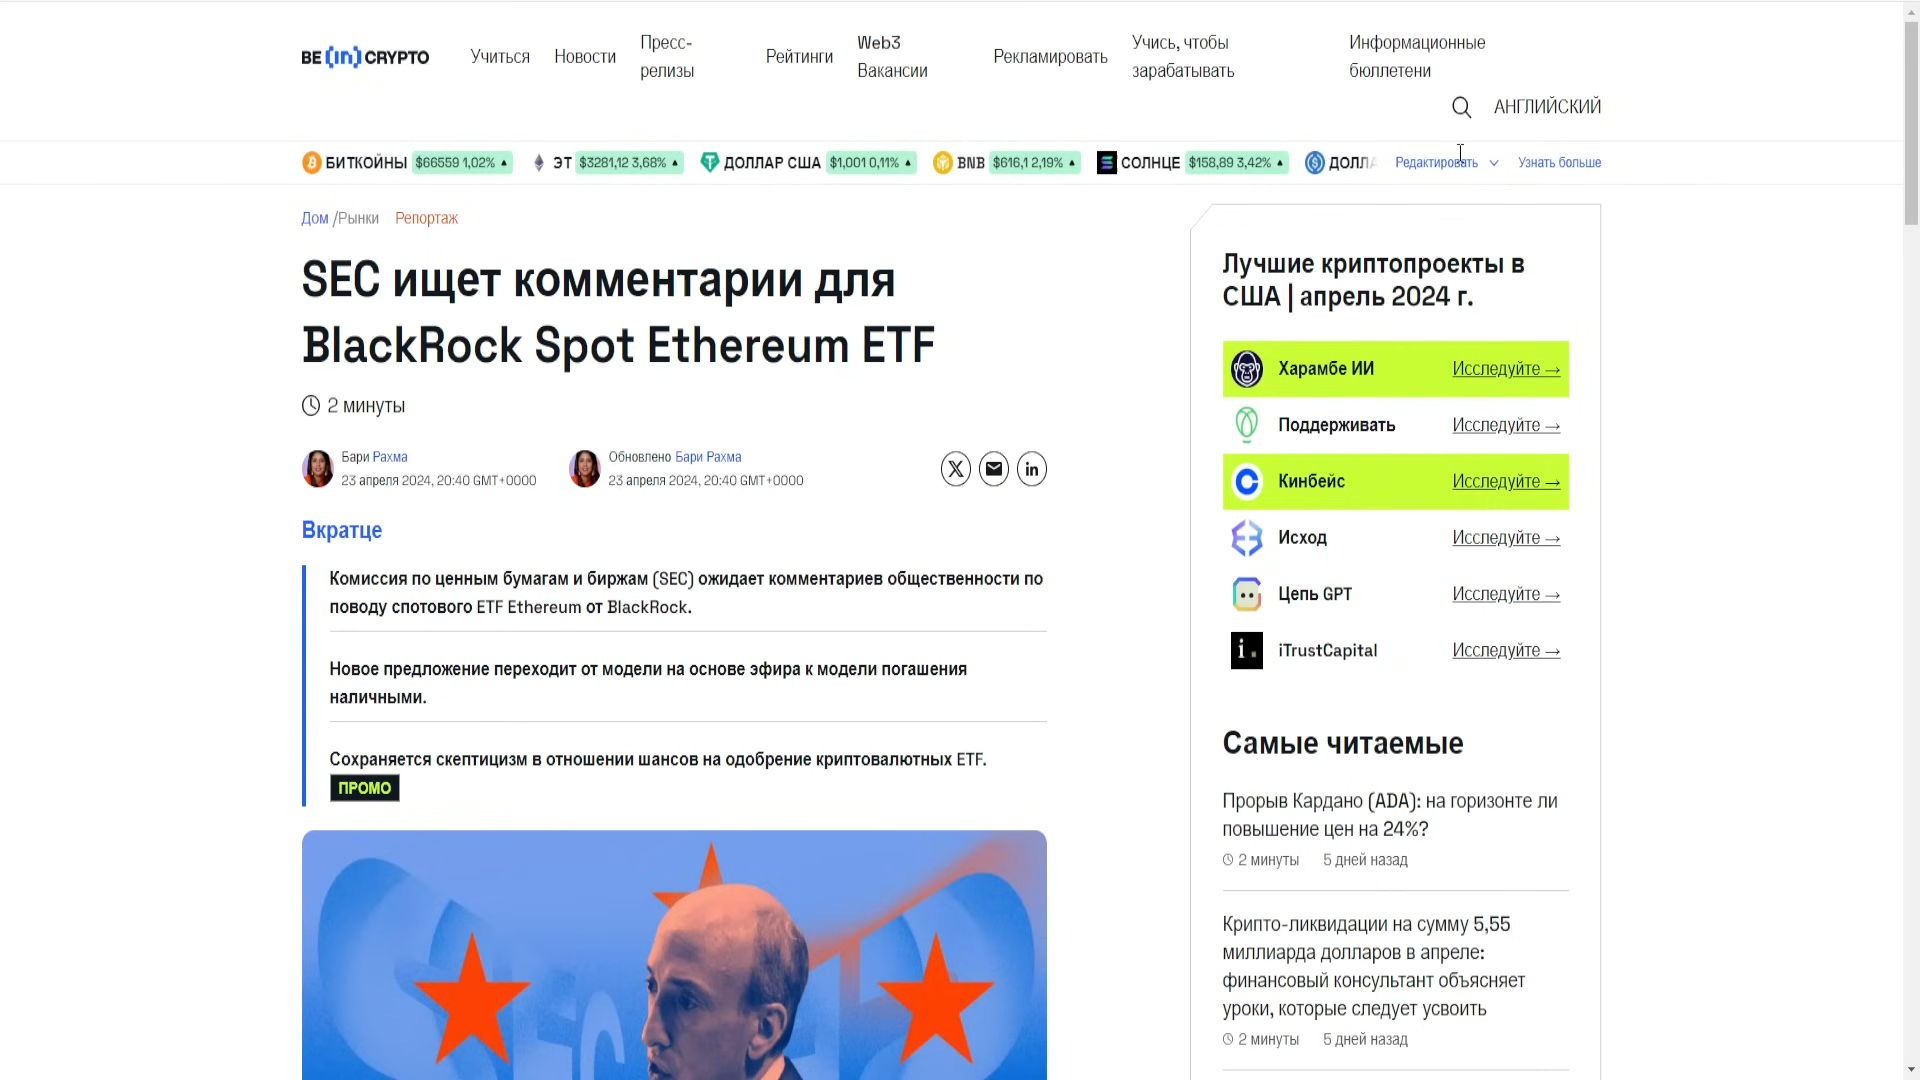 BE [in] CRYPTO
Учиться
Новости
Пресс-
релизы
Рейтинги
Web3
Вакансии
Рекламировать
Учись, чтобы
зарабатывать
Информационные
бюллетени
АНГЛИЙСКИЙ
БИТКОЙНЫ $66559 1,02% ▲
ЭТ $3281,12 3,68% ▲
ДОЛЛАР США $1,001 0,11% ▲
BNB $616,1 2,19% ▲
СОЛНЦЕ $158,89 3,42% ▲
Редактировать
Узнать больше
Дом /Рынки Репортаж
SEC ищет комментарии для
BlackRock Spot Ethereum ETF
2 минуты
Бари Рахма
23 апреля 2024, 20:40 GMT+0000
Обновлено Бари Рахма
23 апреля 2024, 20:40 GMT+0000
Вкратце
Комиссия по ценным бумагам и биржам (SEC) ожидает комментариев общественности по
поводу спотового ETF Ethereum от BlackRock.
Новое предложение переходит от модели на основе эфира к модели погашения
наличными.
Сохраняется скептицизм в отношении шансов на одобрение криптовалютных ETF.
ПРОМО
Лучшие криптопроекты в
США | апрель 2024 г.
Харамбе ИИ Исследуйте →
Поддерживать Исследуйте →
Кинбейс Исследуйте →
Исход Исследуйте →
Цепь GPT Исследуйте →
iTrustCapital Исследуйте →
Самые читаемые
Прорыв Кардано (ADA): на горизонте ли
повышение цен на 24%?
2 минуты 5 дней назад
Крипто-ликвидации на сумму 5,55
миллиарда долларов в апреле:
финансовый консультант объясняет
уроки, которые следует усвоить
2 минуты 5 дней назад